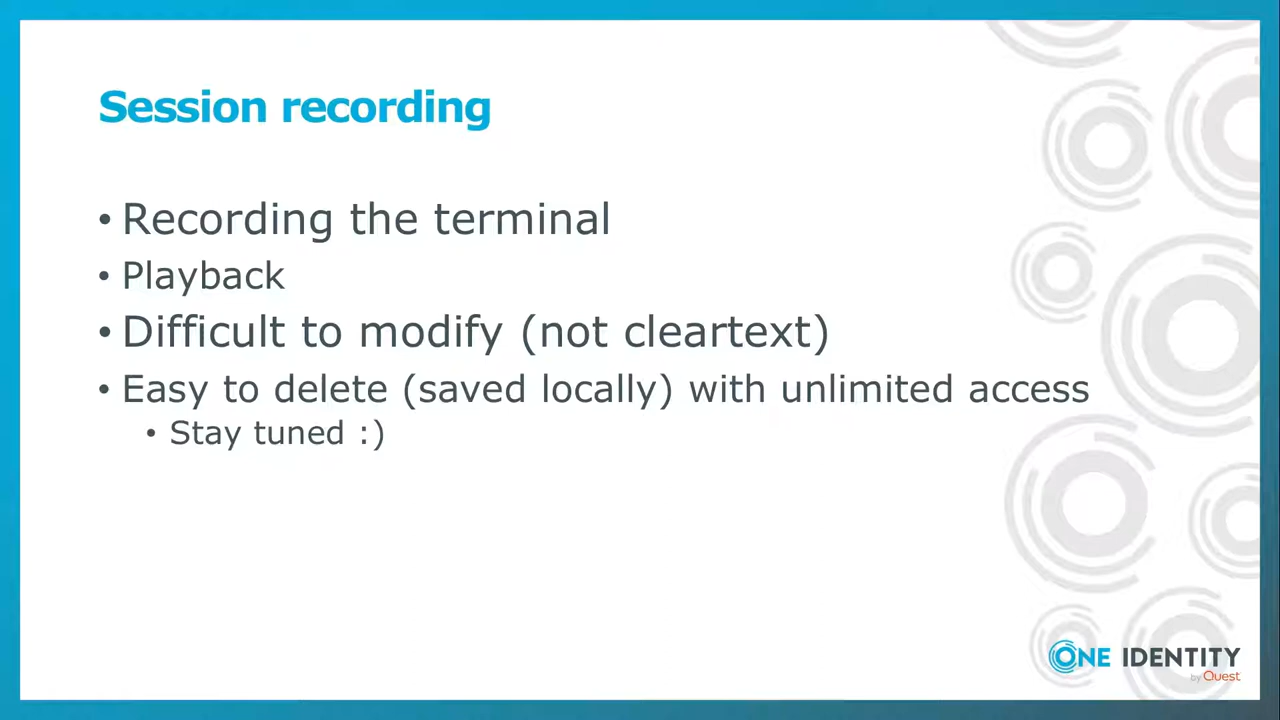 Session recording
• Recording the terminal
• Playback
• Difficult to modify (not cleartext)
• Easy to delete (saved locally) with unlimited access
• Stay tuned :)
ONE IDENTITY
by Quest